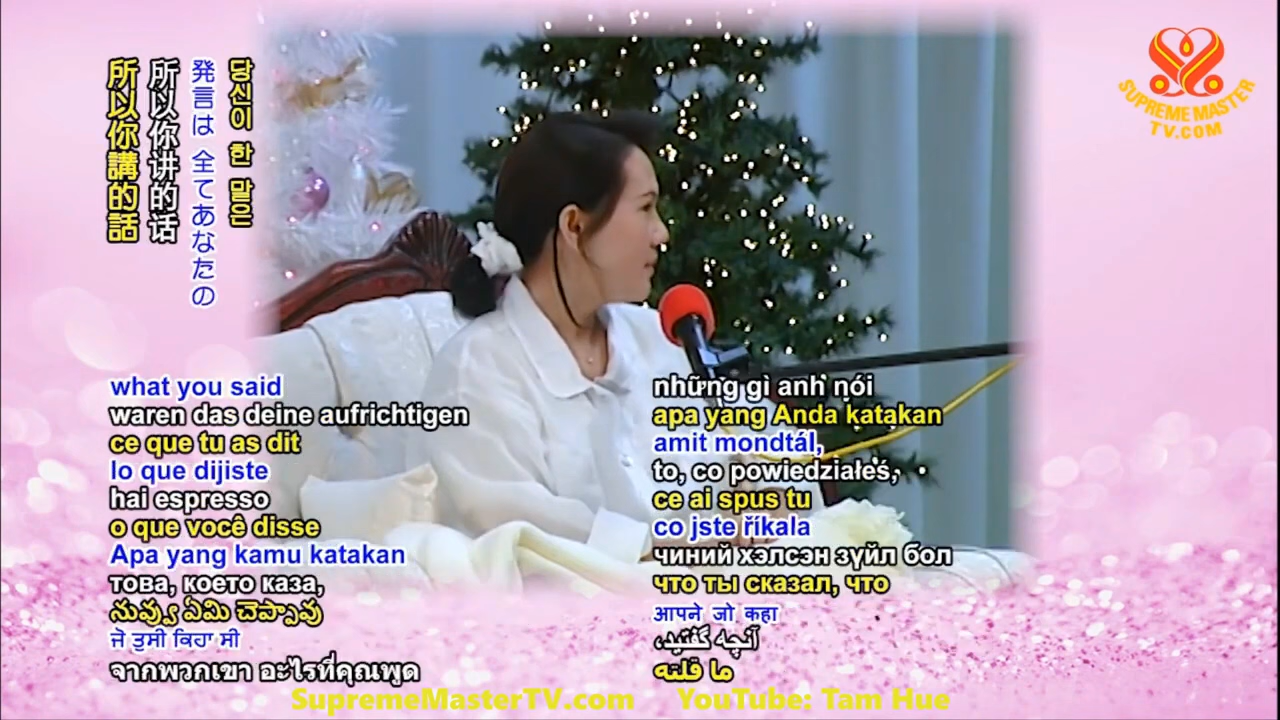 당신이 한 말은
発言は 全てあなたの
所以你讲的话
所以你講的話
SUPREME MASTER
TV.COM
what you said
waren das deine aufrichtigen
ce que tu as dit
lo que dijiste
hai espresso
o que você disse
Apa yang kamu katakan
това, което каза,
నువ్వు ఏమి చెప్పావు
ਜੋ ਤੁਸੀ ਕਿਹਾ ਸੀ
จากพวกเขา อะไรที่คุณพูด
những gì anh nói
apa yang Anda katakan
amit mondtál,
to, co powiedziałeś,
ce ai spus tu
co jste říkala
чиний хэлсэн зүйл бол
что ты сказал, что
आपने जो कहा
آنچه گفتید،
ما قلته
SupremeMasterTV.com YouTube: Tam Hue